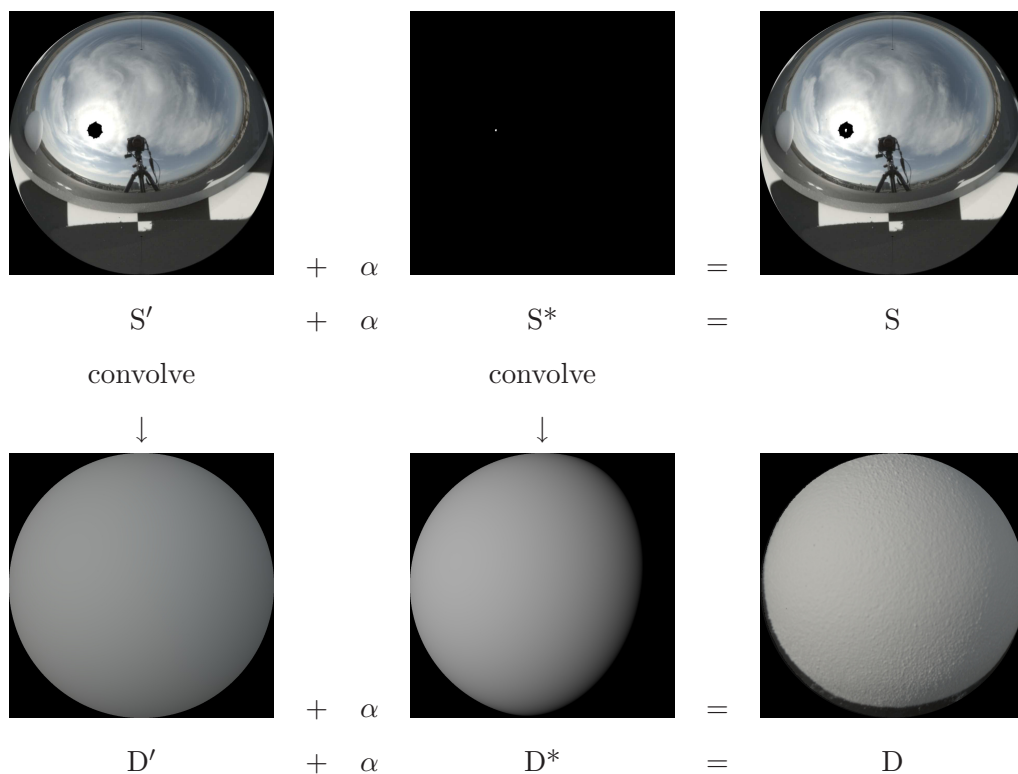 + α =
S′ + α S* = S
convolve convolve
↓ ↓
+ α =
D′ + α D* = D